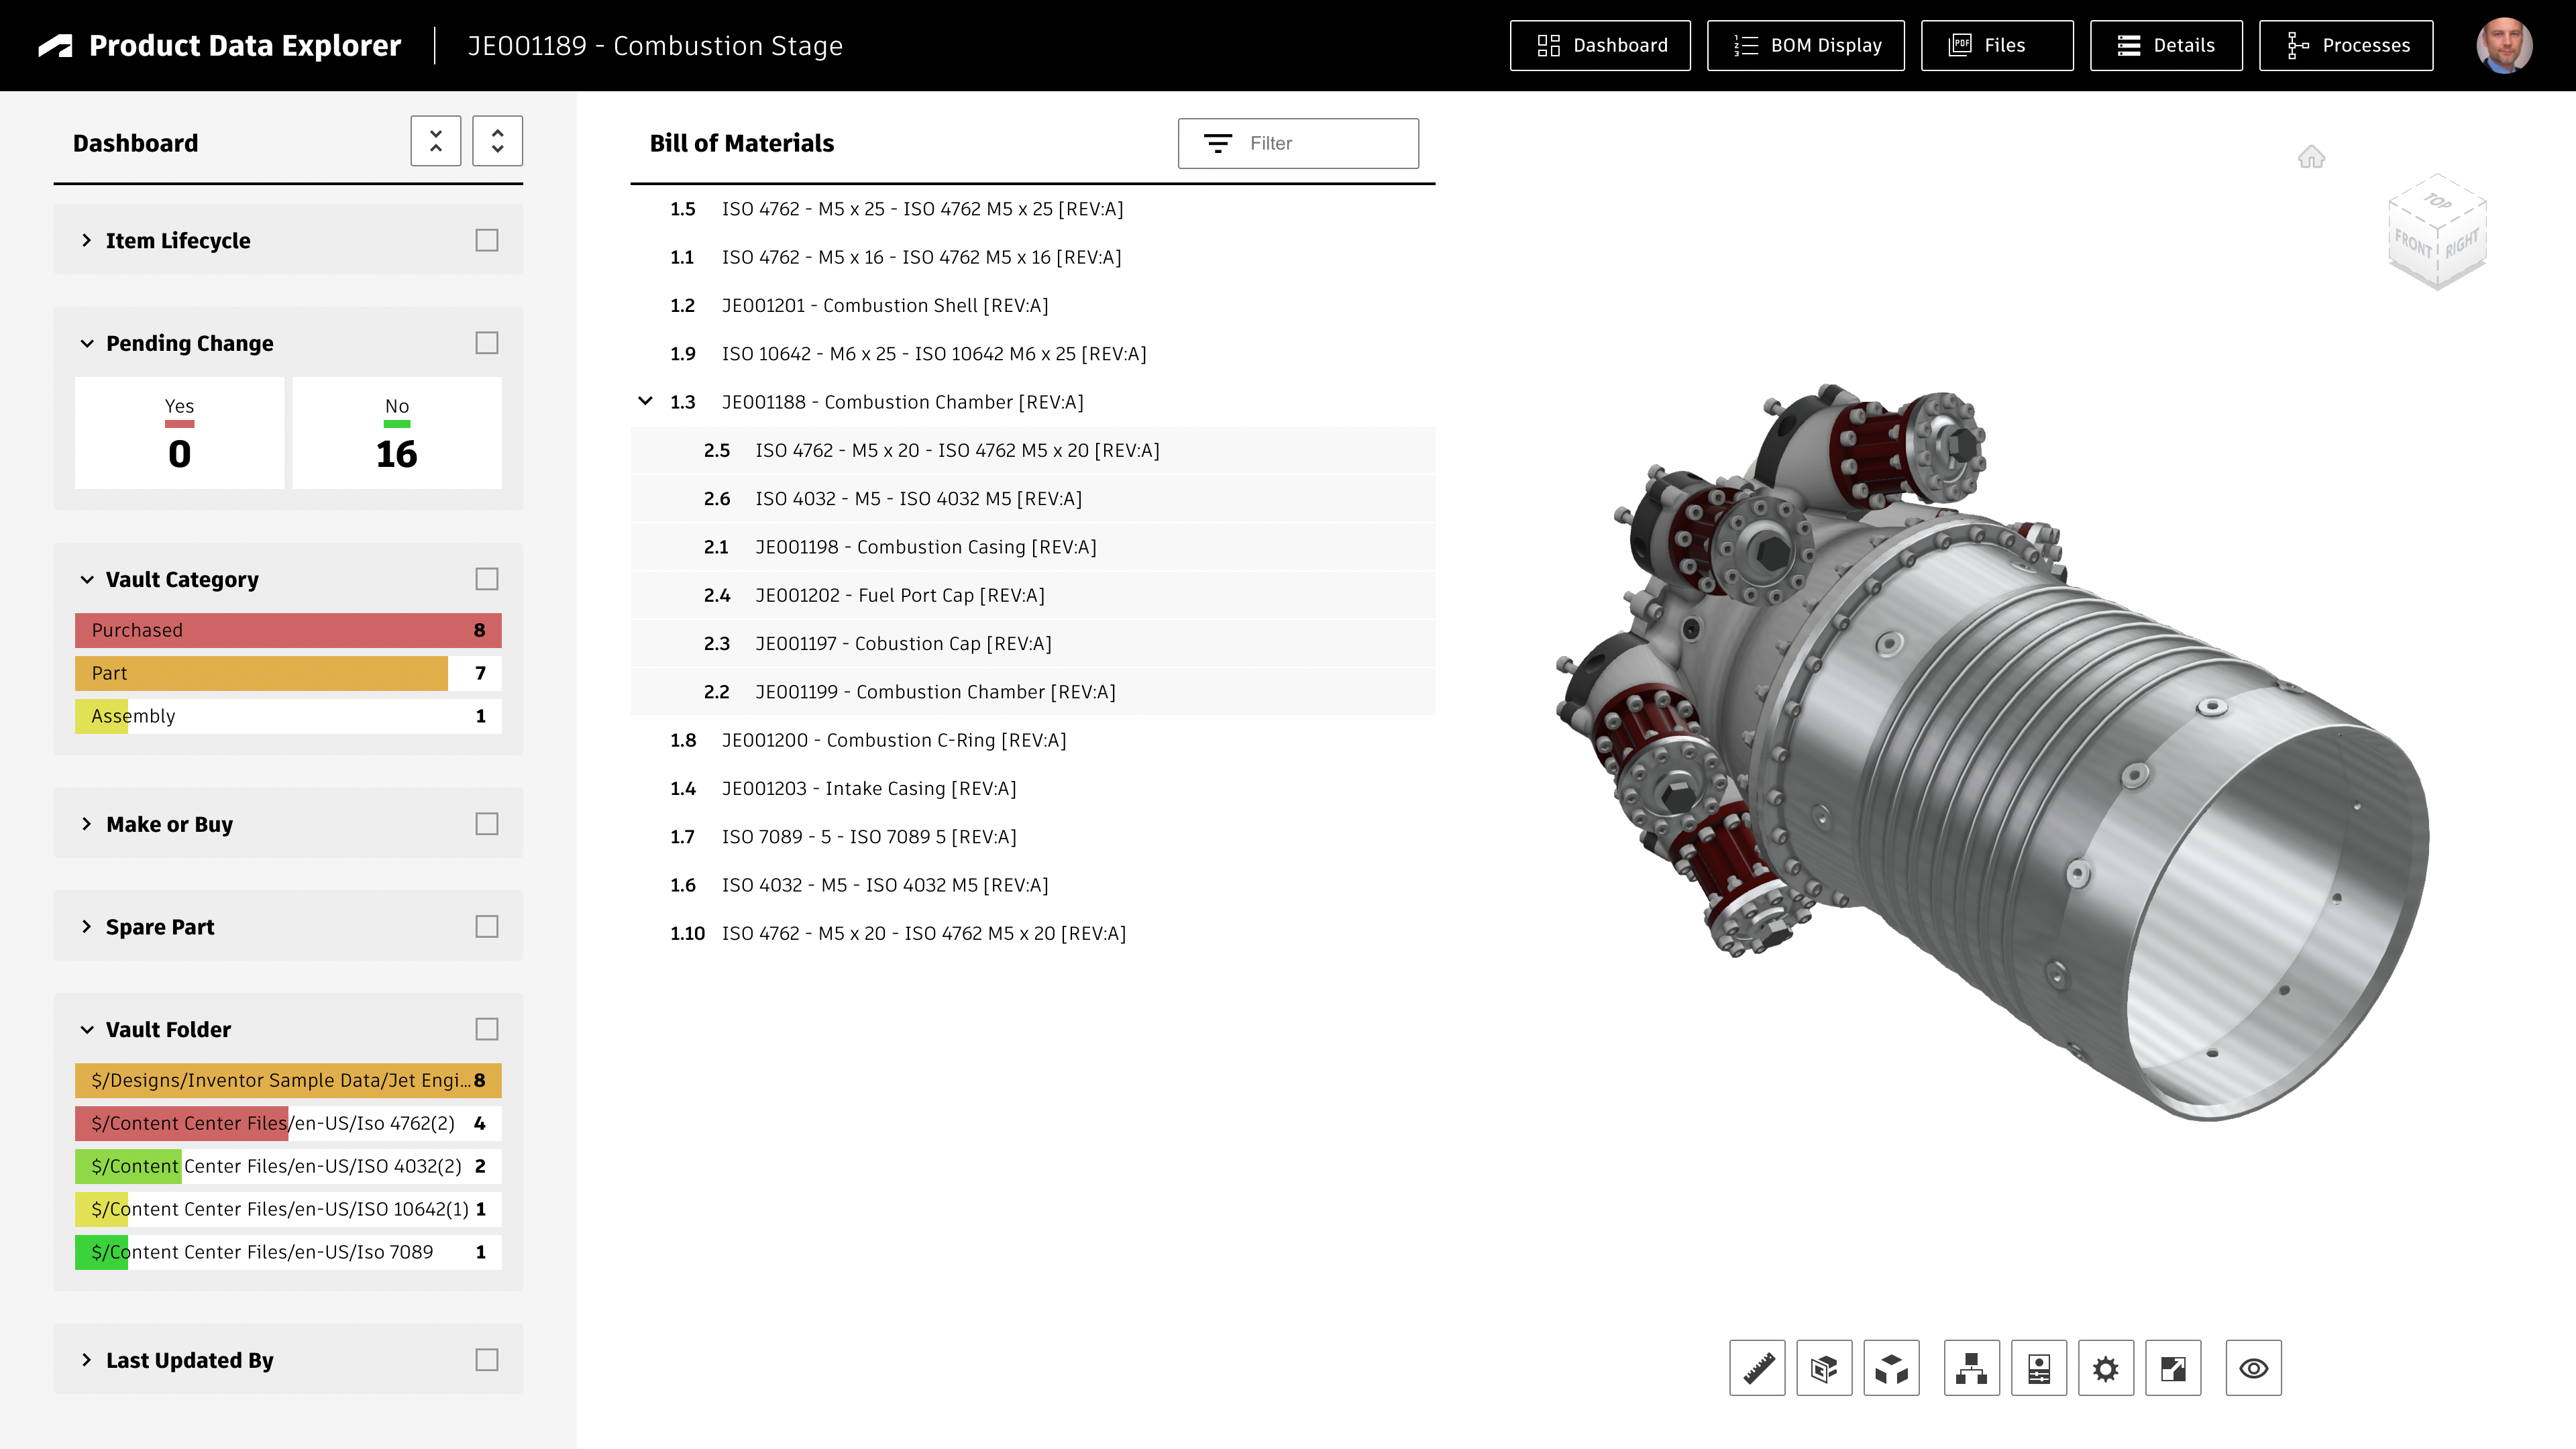 Product Data Explorer
JE001189 - Combustion Stage
Dashboard
BOM Display
PDF
Files
Details
Processes
Dashboard
Item Lifecycle
Pending Change
Yes
0
No
16
Vault Category
Purchased 8
Part 7
Assembly 1
Make or Buy
Spare Part
Vault Folder
$/Designs/Inventor Sample Data/Jet Engi... 8
$/Content Center Files/en-US/Iso 4762(2) 4
$/Content Center Files/en-US/ISO 4032(2) 2
$/Content Center Files/en-US/ISO 10642(1) 1
$/Content Center Files/en-US/Iso 7089 1
Last Updated By
Bill of Materials
Filter
1.5 ISO 4762 - M5 x 25 - ISO 4762 M5 x 25 [REV:A]
1.1 ISO 4762 - M5 x 16 - ISO 4762 M5 x 16 [REV:A]
1.2 JE001201 - Combustion Shell [REV:A]
1.9 ISO 10642 - M6 x 25 - ISO 10642 M6 x 25 [REV:A]
1.3 JE001188 - Combustion Chamber [REV:A]
2.5 ISO 4762 - M5 x 20 - ISO 4762 M5 x 20 [REV:A]
2.6 ISO 4032 - M5 - ISO 4032 M5 [REV:A]
2.1 JE001198 - Combustion Casing [REV:A]
2.4 JE001202 - Fuel Port Cap [REV:A]
2.3 JE001197 - Cobustion Cap [REV:A]
2.2 JE001199 - Combustion Chamber [REV:A]
1.8 JE001200 - Combustion C-Ring [REV:A]
1.4 JE001203 - Intake Casing [REV:A]
1.7 ISO 7089 - 5 - ISO 7089 5 [REV:A]
1.6 ISO 4032 - M5 - ISO 4032 M5 [REV:A]
1.10 ISO 4762 - M5 x 20 - ISO 4762 M5 x 20 [REV:A]
TOP
FRONT
RIGHT